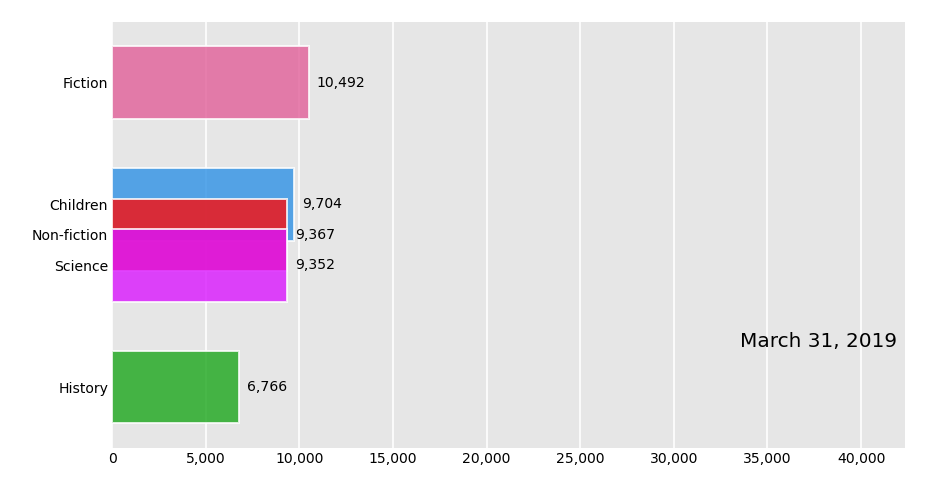 Fiction 10,492
Children 9,704
Non-fiction 9,367
Science 9,352
March 31, 2019
History 6,766
0 5,000 10,000 15,000 20,000 25,000 30,000 35,000 40,000